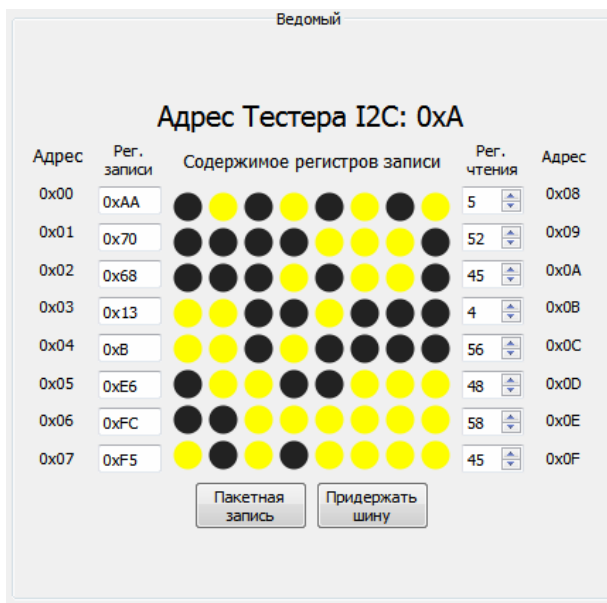 Ведомый
Адрес Тестера I2C: 0xA
Адрес Рег. записи Содержимое регистров записи Рег. чтения Адрес
0x00 0xAA 5 0x08
0x01 0x70 52 0x09
0x02 0x68 45 0x0A
0x03 0x13 4 0x0B
0x04 0xB 56 0x0C
0x05 0xE6 48 0x0D
0x06 0xFC 58 0x0E
0x07 0xF5 45 0x0F
Пакетная запись Придержать шину